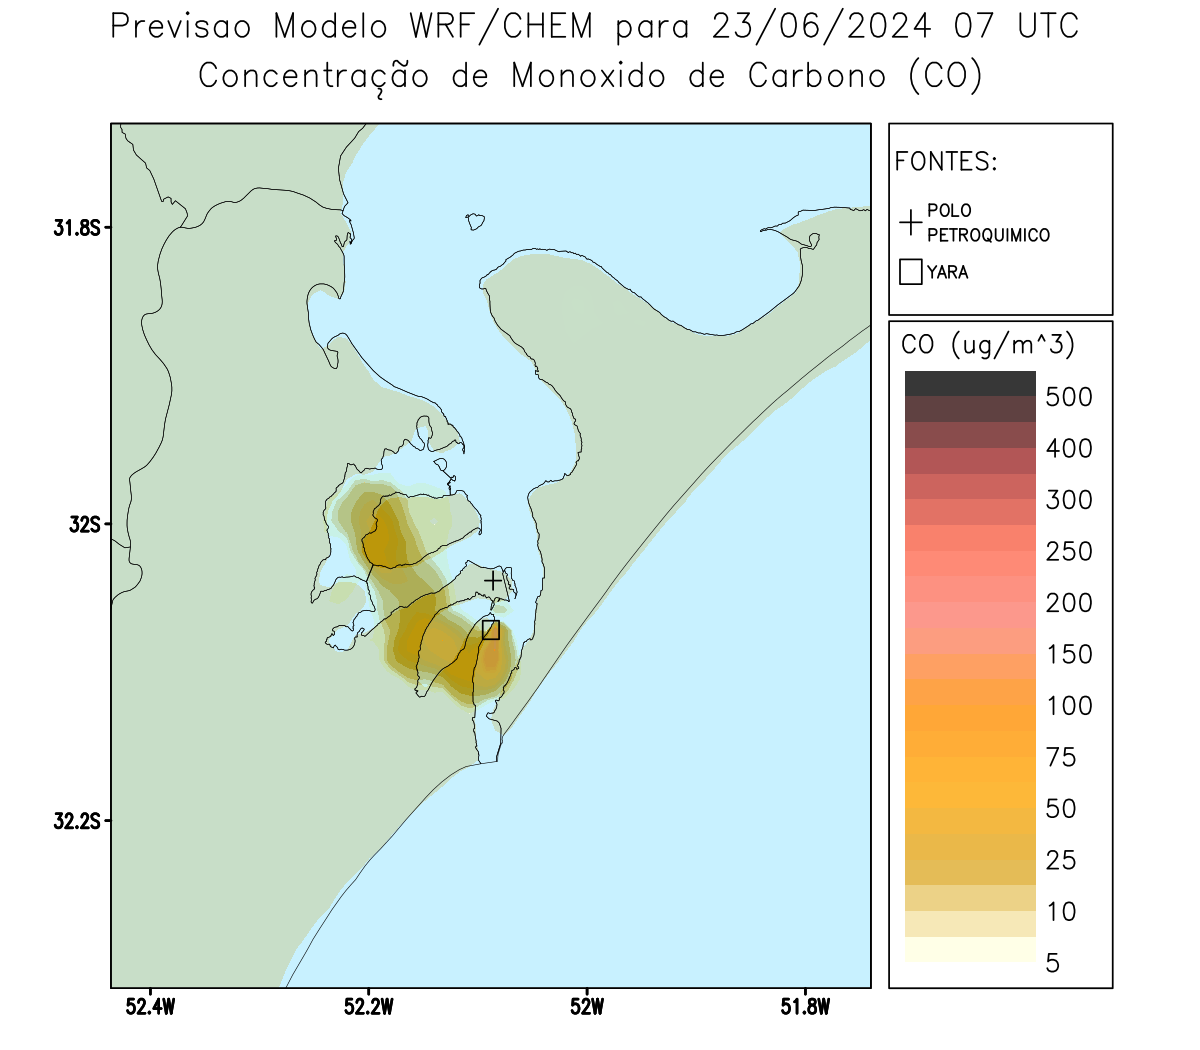 Previsao Modelo WRF/CHEM para 23/06/2024 07 UTC
Concentração de Monoxido de Carbono (CO)
FONTES:
POLO
PETROQUIMICO
YARA
CO (ug/m^3)
500
400
300
250
200
150
100
75
50
25
10
5
31.8S
32S
32.2S
52.4W
52.2W
52W
51.8W